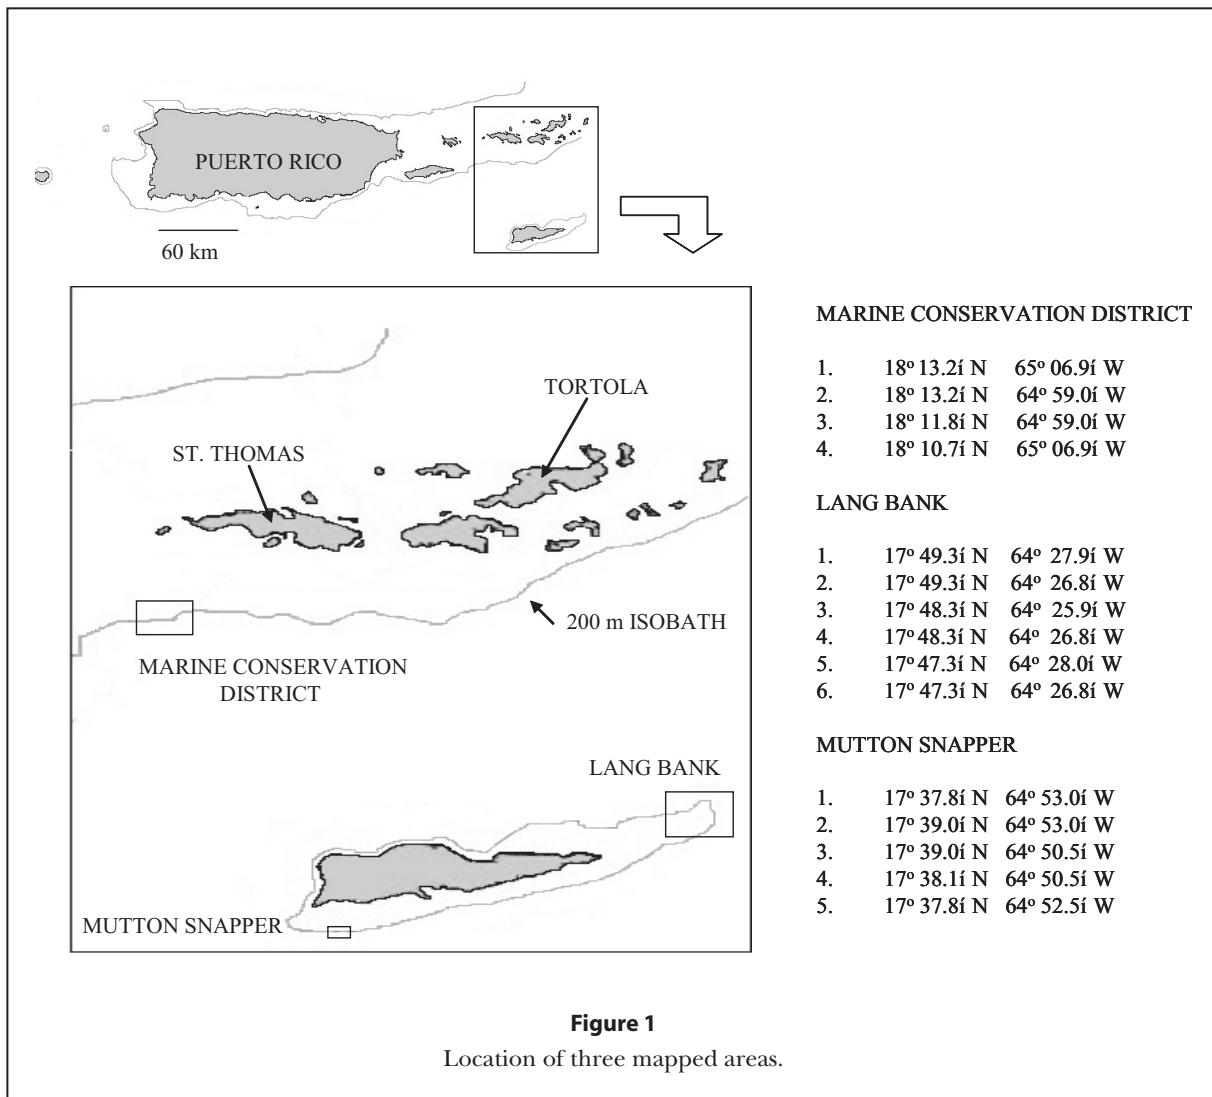 PUERTO RICO
60 km
TORTOLA
ST. THOMAS
200 m ISOBATH
MARINE CONSERVATION
DISTRICT
LANG BANK
MUTTON SNAPPER
MARINE CONSERVATION DISTRICT
1. 18º 13.2í N 65º 06.9í W
2. 18º 13.2í N 64º 59.0í W
3. 18º 11.8í N 64º 59.0í W
4. 18º 10.7í N 65º 06.9í W
LANG BANK
1. 17º 49.3í N 64º 27.9í W
2. 17º 49.3í N 64º 26.8í W
3. 17º 48.3í N 64º 25.9í W
4. 17º 48.3í N 64º 26.8í W
5. 17º 47.3í N 64º 28.0í W
6. 17º 47.3í N 64º 26.8í W
MUTTON SNAPPER
1. 17º 37.8í N 64º 53.0í W
2. 17º 39.0í N 64º 53.0í W
3. 17º 39.0í N 64º 50.5í W
4. 17º 38.1í N 64º 50.5í W
5. 17º 37.8í N 64º 52.5í W
Figure 1
Location of three mapped areas.